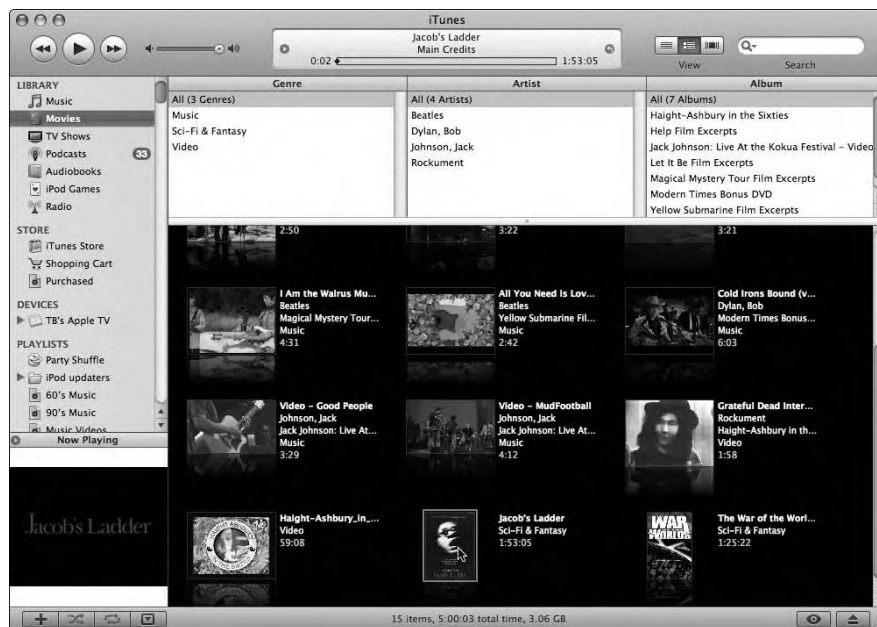 iTunes
Jacob's Ladder
Main Credits
0:02
1:53:05
View
Search
LIBRARY
Music
Movies
TV Shows
Podcasts 33
Audiobooks
iPod Games
Radio
STORE
iTunes Store
Shopping Cart
Purchased
DEVICES
TB's Apple TV
PLAYLISTS
Party Shuffle
iPod updaters
60's Music
90's Music
Music Videos
Now Playing
Jacob's Ladder
Genre
All (3 Genres)
Music
Sci-Fi & Fantasy
Video
Artist
All (4 Artists)
Beatles
Dylan, Bob
Johnson, Jack
Rockument
Album
All (7 Albums)
Haight-Ashbury in the Sixties
Help Film Excerpts
Jack Johnson: Live At the Kokua Festival - Video
Let It Be Film Excerpts
Magical Mystery Tour Film Excerpts
Modern Times Bonus DVD
Yellow Submarine Film Excerpts
2:50
3:22
3:21
I Am the Walrus Mu...
Beatles
Magical Mystery Tour...
Music
4:31
All You Need Is Lov...
Beatles
Yellow Submarine Fil...
Music
2:42
Cold Irons Bound (v...
Dylan, Bob
Modern Times Bonus...
Music
6:03
Video - Good People
Johnson, Jack
Jack Johnson: Live At...
Music
3:29
Video - MudFootball
Johnson, Jack
Jack Johnson: Live At...
Music
4:12
Grateful Dead Inter...
Rockument
Haight-Ashbury in th...
Video
1:58
Haight-Ashbury_in_...
Video
59:08
Jacob's Ladder
Sci-Fi & Fantasy
1:53:05
WAR
WORLDS
The War of the Worl...
Sci-Fi & Fantasy
1:25:22
15 items, 5:00:03 total time, 3.06 GB